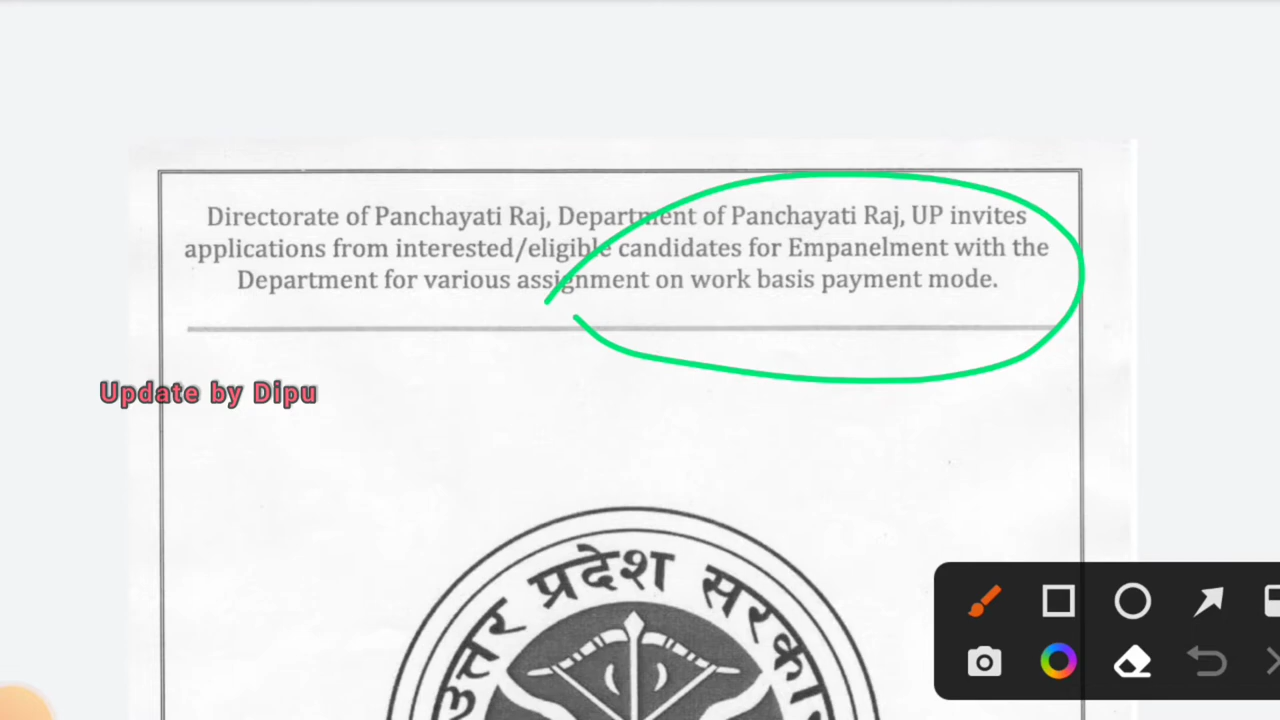 Directorate of Panchayati Raj, Department of Panchayati Raj, UP invites
applications from interested/eligible candidates for Empanelment with the
Department for various assignment on work basis payment mode.
Update by Dipu
उत्तर प्रदेश सरकार